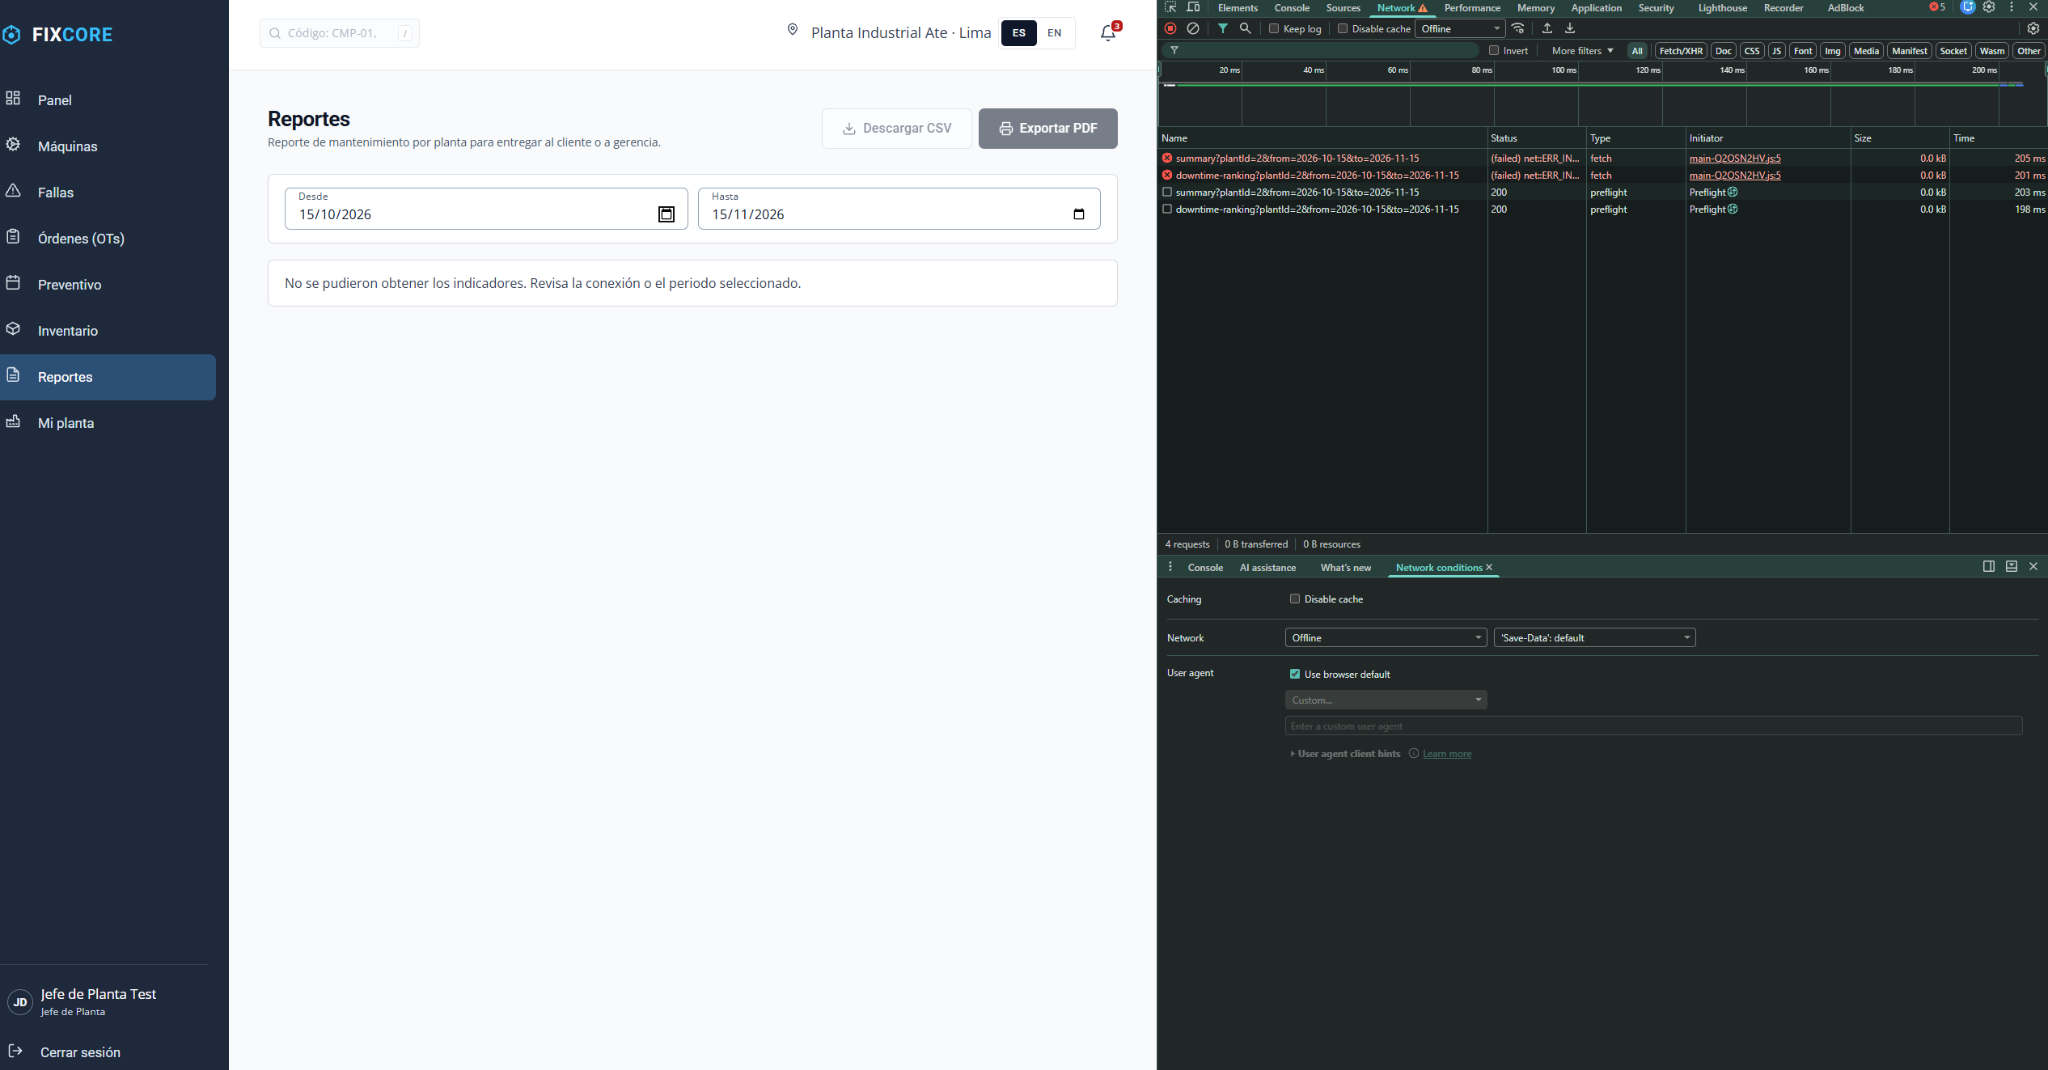 FIXCORE
Panel
Máquinas
Fallas
Órdenes (OTs)
Preventivo
Inventario
Reportes
Mi planta
JD
Jefe de Planta Test
Jefe de Planta
Cerrar sesión
Código: CMP-01,
/
Planta Industrial Ate · Lima
ES
EN
3
Reportes
Reporte de mantenimiento por planta para entregar al cliente o a gerencia.
Descargar CSV
Exportar PDF
Desde
15/10/2026
Hasta
15/11/2026
No se pudieron obtener los indicadores. Revisa la conexión o el periodo seleccionado.
Elements Console Sources Network Performance Memory Application Security Lighthouse Recorder AdBlock 5
Keep log Disable cache Offline
Invert More filters All Fetch/XHR Doc CSS JS Font Img Media Manifest Socket Wasm Other
20 ms 40 ms 60 ms 80 ms 100 ms 120 ms 140 ms 160 ms 180 ms 200 ms
Name Status Type Initiator Size Time
summary?plantId=2&from=2026-10-15&to=2026-11-15 (failed) net::ERR_IN... fetch main-O2OSN2HV.js:5 0.0 kB 205 ms
downtime-ranking?plantId=2&from=2026-10-15&to=2026-11-15 (failed) net::ERR_IN... fetch main-O2OSN2HV.js:5 0.0 kB 201 ms
summary?plantId=2&from=2026-10-15&to=2026-11-15 200 preflight Preflight 0.0 kB 203 ms
downtime-ranking?plantId=2&from=2026-10-15&to=2026-11-15 200 preflight Preflight 0.0 kB 198 ms
4 requests 0 B transferred 0 B resources
Console AI assistance What's new Network conditions
Caching Disable cache
Network Offline 'Save-Data': default
User agent Use browser default
Custom...
Enter a custom user agent
User agent client hints Learn more